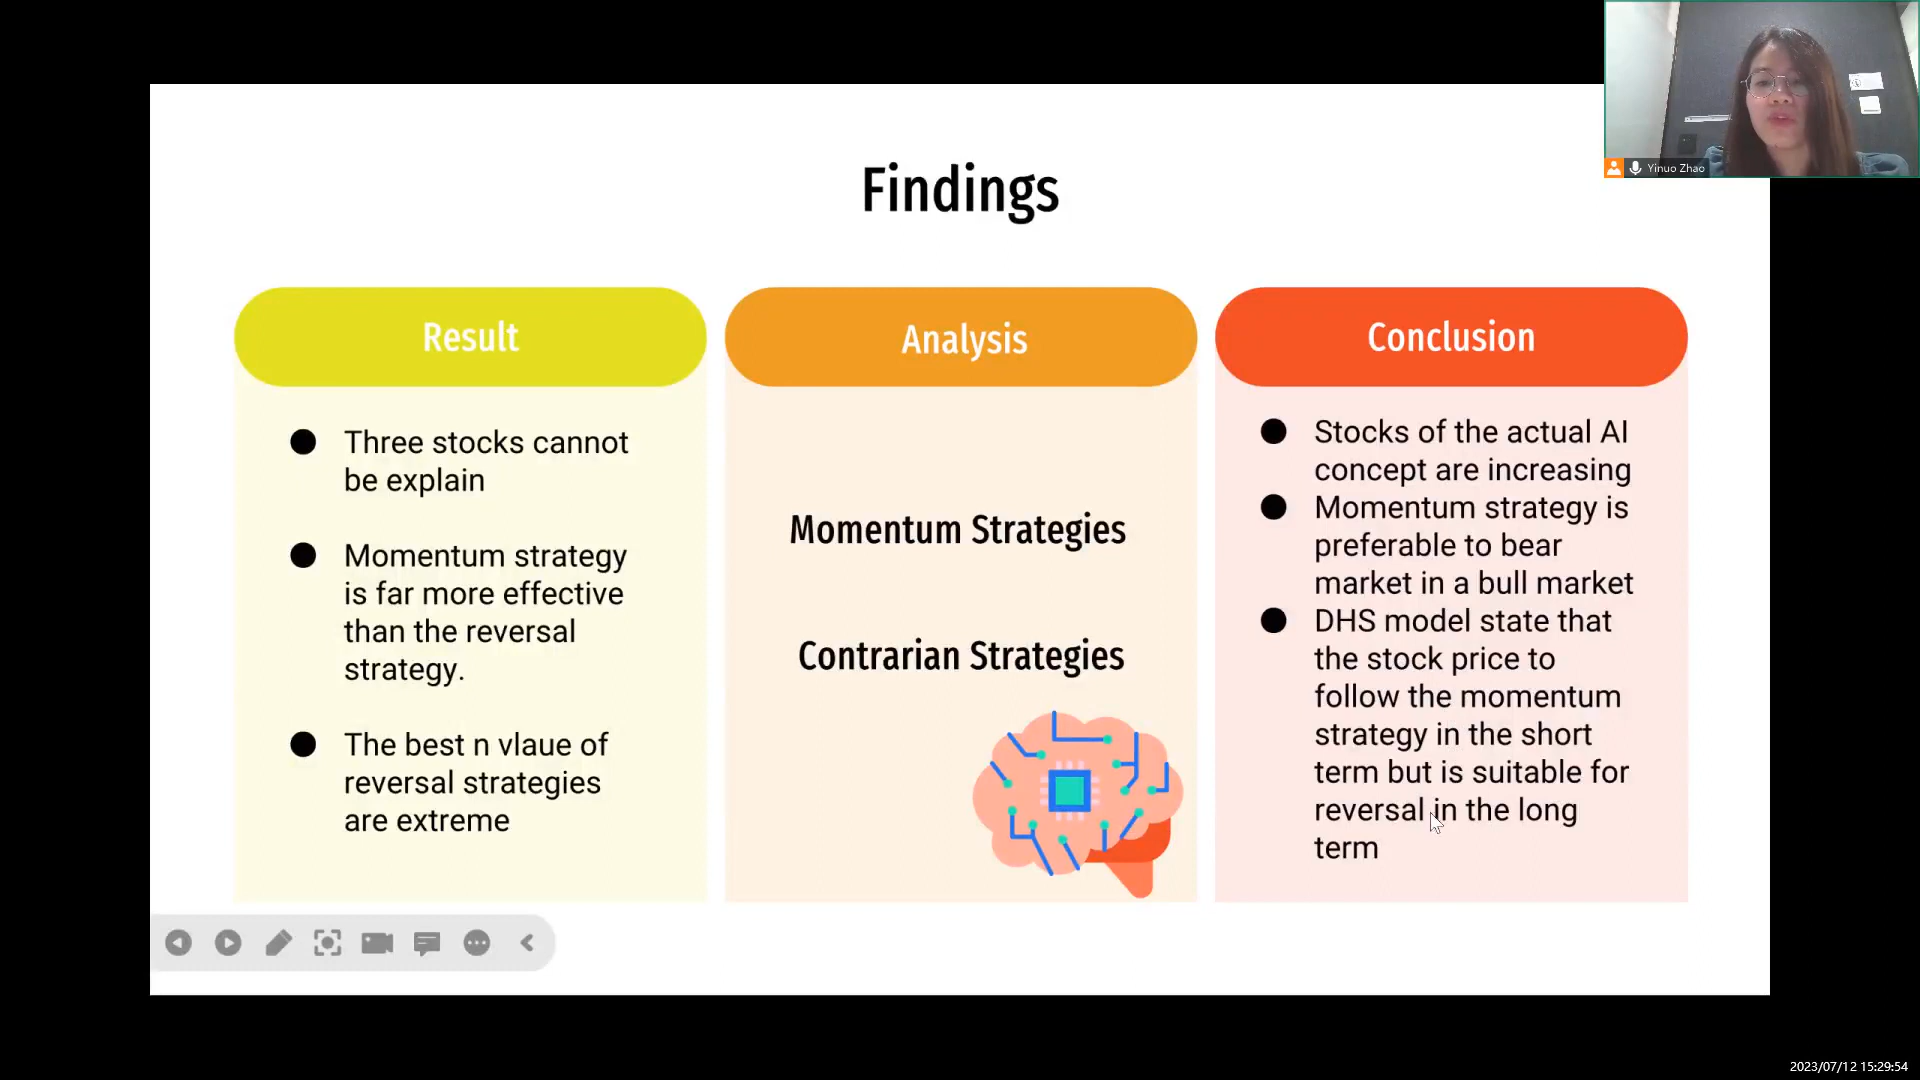 Yinuo Zhao
Findings
Result
Three stocks cannot
be explain
Momentum strategy
is far more effective
than the reversal
strategy.
The best n vlaue of
reversal strategies
are extreme
Analysis
Momentum Strategies
Contrarian Strategies
Conclusion
Stocks of the actual AI
concept are increasing
Momentum strategy is
preferable to bear
market in a bull market
DHS model state that
the stock price to
follow the momentum
strategy in the short
term but is suitable for
reversal in the long
term
2023/07/12 15:29:54